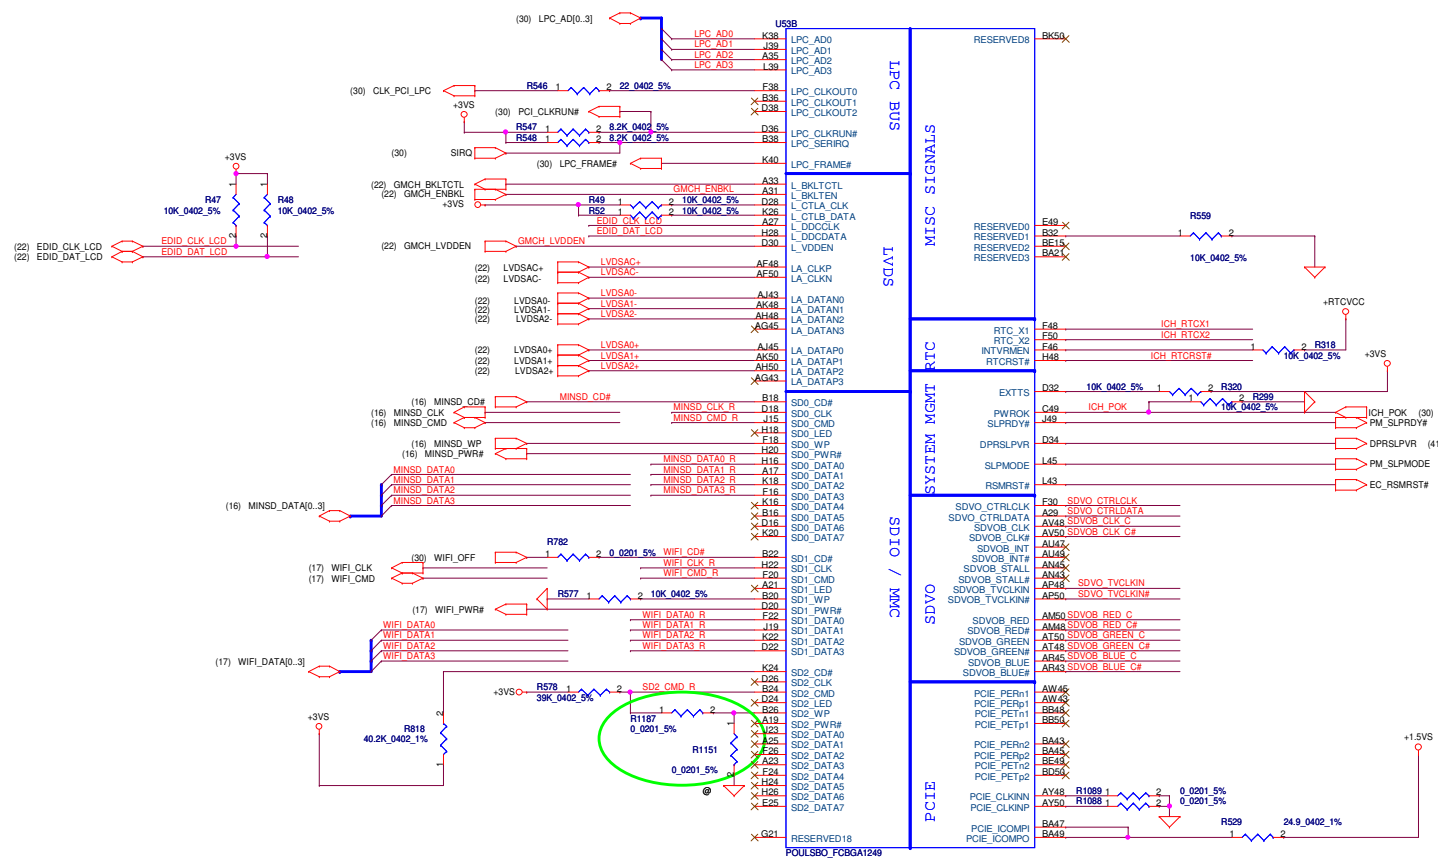 U53B
(30) LPC_AD[0..3]
LPC_AD0 K38 LPC_AD0
LPC_AD1 J39 LPC_AD1
LPC_AD2 A35 LPC_AD2
LPC_AD3 L39 LPC_AD3
RESERVED8 BK50
(30) CLK_PCI_LPC R546 1 2 22_0402_5% F38 LPC_CLKOUT0
B36 LPC_CLKOUT1
D38 LPC_CLKOUT2
+3VS
(30) PCI_CLKRUN#
R547 1 2 8.2K_0402_5% D36 LPC_CLKRUN#
R548 1 2 8.2K_0402_5% B38 LPC_SERIRQ
(30) SIRQ
(30) LPC_FRAME# K40 LPC_FRAME#
LPC BUS
MISC SIGNALS
+3VS
R47
10K_0402_5%
1
2
R48
10K_0402_5%
1
2
(22) EDID_CLK_LCD EDID_CLK_LCD
(22) EDID_DAT_LCD EDID_DAT_LCD
(22) GMCH_BKLTCTL A33 L_BKLTCTL
(22) GMCH_ENBKL GMCH_ENBKL A31 L_BKLTEN
+3VS R49 1 2 10K_0402_5% D28 L_CTLA_CLK
R52 1 2 10K_0402_5% K26 L_CTLB_DATA
EDID_CLK_LCD A27 L_DDCCLK
EDID_DAT_LCD H28 L_DDCDATA
(22) GMCH_LVDDEN GMCH_LVDDEN D30 L_VDDEN
(22) LVDSAC+ LVDSAC+ AF48 LA_CLKP
(22) LVDSAC- LVDSAC- AF50 LA_CLKN
(22) LVDSA0- LVDSA0- AJ43 LA_DATAN0
(22) LVDSA1- LVDSA1- AK48 LA_DATAN1
(22) LVDSA2- LVDSA2- AH48 LA_DATAN2
AG45 LA_DATAN3
(22) LVDSA0+ LVDSA0+ AJ45 LA_DATAP0
(22) LVDSA1+ LVDSA1+ AK50 LA_DATAP1
(22) LVDSA2+ LVDSA2+ AH50 LA_DATAP2
AG43 LA_DATAP3
LVDS
RESERVED0 E49
RESERVED1 B32 R559 1 2 10K_0402_5%
RESERVED2 BE15
RESERVED3 BA21
RTC
+RTCVCC
RTC_X1 F48 ICH_RTCX1
RTC_X2 F50 ICH_RTCX2
INTVRMEN F46 1 2 R318 10K_0402_5%
RTCRST# H48 ICH_RTCRST#
SYSTEM MGMT
+3VS
EXTTS D32 10K_0402_5% 1 2 R320
1 2 R299 10K_0402_5%
PWROK C49 ICH_POK ICH_POK (30)
SLPRDY# J49 PM_SLPRDY#
DPRSLPVR D34 DPRSLPVR (41
SLPMODE L45 PM_SLPMODE
RSMRST# L43 EC_RSMRST#
(16) MINSD_CD# MINSD_CD# B18 SD0_CD#
(16) MINSD_CLK MINSD_CLK_R D18 SD0_CLK
(16) MINSD_CMD MINSD_CMD_R J15 SD0_CMD
H18 SD0_LED
(16) MINSD_WP F18 SD0_WP
(16) MINSD_PWR# H20 SD0_PWR#
MINSD_DATA0 MINSD_DATA0_R H16 SD0_DATA0
MINSD_DATA1 MINSD_DATA1_R A17 SD0_DATA1
MINSD_DATA2 MINSD_DATA2_R K18 SD0_DATA2
MINSD_DATA3 MINSD_DATA3_R F16 SD0_DATA3
(16) MINSD_DATA[0..3]
K16 SD0_DATA4
B16 SD0_DATA5
D16 SD0_DATA6
K20 SD0_DATA7
SDIO / MMC
(30) WIFI_OFF R782 1 2 0_0201_5% WIFI_CD# B22 SD1_CD#
(17) WIFI_CLK WIFI_CLK_R H22 SD1_CLK
(17) WIFI_CMD WIFI_CMD_R F20 SD1_CMD
A21 SD1_LED
R577 1 2 10K_0402_5% B20 SD1_WP
(17) WIFI_PWR# D20 SD1_PWR#
WIFI_DATA0 WIFI_DATA0_R F22 SD1_DATA0
WIFI_DATA1 WIFI_DATA1_R J19 SD1_DATA1
WIFI_DATA2 WIFI_DATA2_R K22 SD1_DATA2
WIFI_DATA3 WIFI_DATA3_R D22 SD1_DATA3
(17) WIFI_DATA[0..3]
K24 SD2_CD#
D26 SD2_CLK
+3VS R578 1 2 39K_0402_5% SD2_CMD_R B24 SD2_CMD
D24 SD2_LED
R1187 1 2 0_0201_5% B26 SD2_WP
A19 SD2_PWR#
J23 SD2_DATA0
A25 SD2_DATA1
F26 SD2_DATA2
A23 SD2_DATA3
F24 SD2_DATA4
H24 SD2_DATA5
H26 SD2_DATA6
E25 SD2_DATA7
R1151
0_0201_5%
1
2
@
+3VS
R818
40.2K_0402_1%
2
1
G21 RESERVED18
SDVO
SDVO_CTRLCLK F30 SDVO_CTRLCLK
SDVO_CTRLDATA A29 SDVO_CTRLDATA
SDVOB_CLK AV48 SDVOB_CLK_C
SDVOB_CLK# AV50 SDVOB_CLK_C#
SDVOB_INT AU47
SDVOB_INT# AU49
SDVOB_STALL AN45
SDVOB_STALL# AN43
SDVOB_TVCLKIN AP48 SDVO_TVCLKIN
SDVOB_TVCLKIN# AP50 SDVO_TVCLKIN#
SDVOB_RED AM50 SDVOB_RED_C
SDVOB_RED# AM48 SDVOB_RED_C#
SDVOB_GREEN AT50 SDVOB_GREEN_C
SDVOB_GREEN# AT48 SDVOB_GREEN_C#
SDVOB_BLUE AR45 SDVOB_BLUE_C
SDVOB_BLUE# AR43 SDVOB_BLUE_C#
PCIE
PCIE_PERn1 AW45
PCIE_PERp1 AW43
PCIE_PETn1 BB48
PCIE_PETp1 BB50
PCIE_PERn2 BA43
PCIE_PERp2 BA45
PCIE_PETn2 BE49
PCIE_PETp2 BD50
PCIE_CLKINN AY48 R1089 1 2 0_0201_5%
PCIE_CLKINP AY50 R1088 1 2 0_0201_5%
+1.5VS
PCIE_ICOMPI BA47
PCIE_ICOMPO BA49 R529 1 2 24.9_0402_1%
POULSBO_FCBGA1249